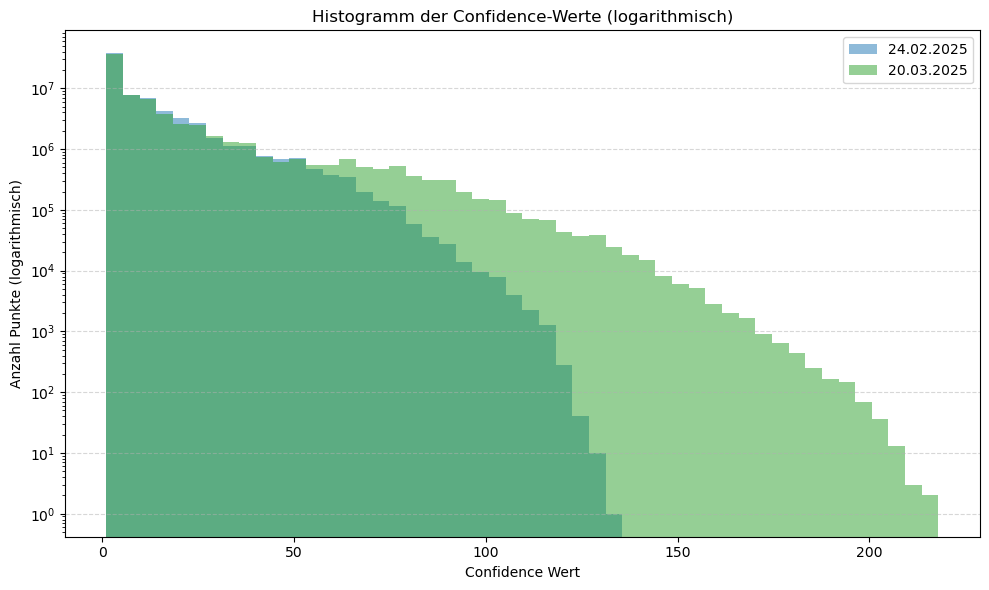 Histogramm der Confidence-Werte (logarithmisch)
24.02.2025
20.03.2025
Anzahl Punkte (logarithmisch)
10⁷
10⁶
10⁵
10⁴
10³
10²
10¹
10⁰
0 50 100 150 200
Confidence Wert